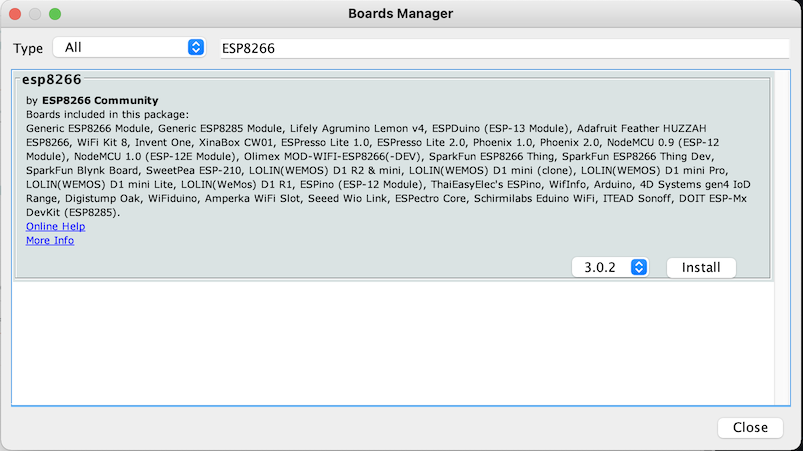 Boards Manager
Type All ESP8266
esp8266
by ESP8266 Community
Boards included in this package:
Generic ESP8266 Module, Generic ESP8285 Module, Lifely Agrumino Lemon v4, ESPDuino (ESP-13 Module), Adafruit Feather HUZZAH
ESP8266, WiFi Kit 8, Invent One, XinaBox CW01, ESPresso Lite 1.0, ESPresso Lite 2.0, Phoenix 1.0, Phoenix 2.0, NodeMCU 0.9 (ESP-12
Module), NodeMCU 1.0 (ESP-12E Module), Olimex MOD-WIFI-ESP8266(-DEV), SparkFun ESP8266 Thing, SparkFun ESP8266 Thing Dev,
SparkFun Blynk Board, SweetPea ESP-210, LOLIN(WEMOS) D1 R2 & mini, LOLIN(WEMOS) D1 mini (clone), LOLIN(WEMOS) D1 mini Pro,
LOLIN(WEMOS) D1 mini Lite, LOLIN(WeMos) D1 R1, ESPino (ESP-12 Module), ThaiEasyElec's ESPino, WifInfo, Arduino, 4D Systems gen4 IoD
Range, Digistump Oak, WiFiduino, Amperka WiFi Slot, Seeed Wio Link, ESPectro Core, Schirmilabs Eduino WiFi, ITEAD Sonoff, DOIT ESP-Mx
DevKit (ESP8285).
Online Help
More Info
3.0.2 Install
Close